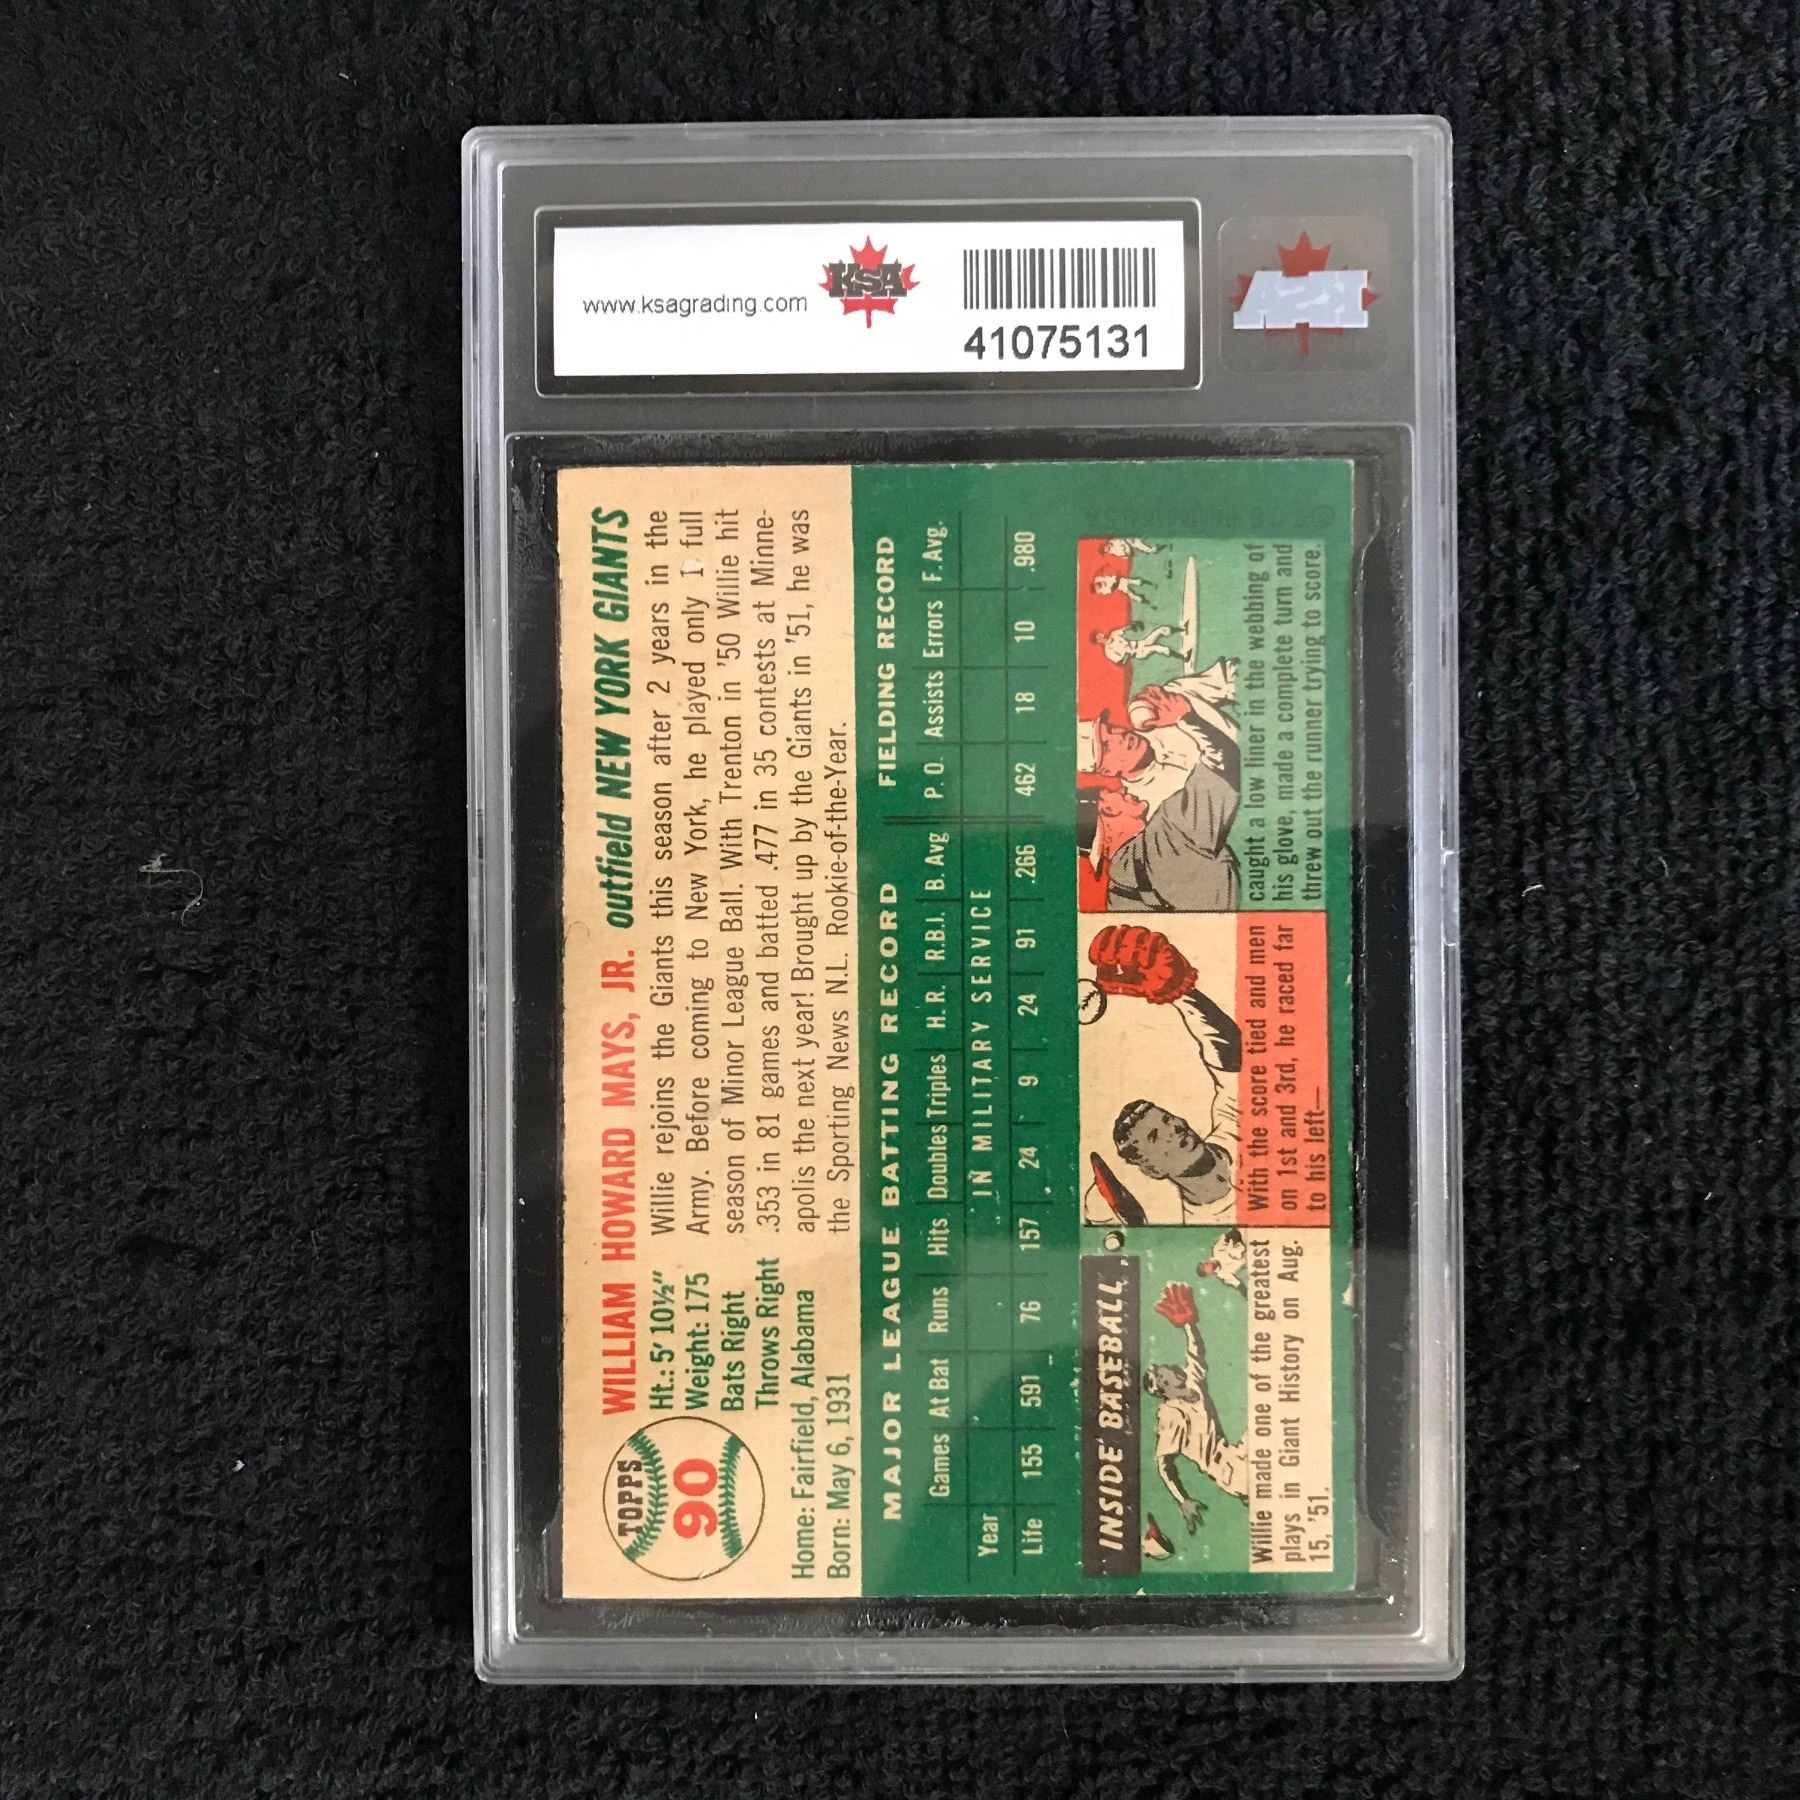 www.ksagrading.com
KSA
41075131
KSA
TOPPS
90
WILLIAM HOWARD MAYS, JR. outfield NEW YORK GIANTS
Ht.: 5' 10½"
Weight: 175
Bats Right
Throws Right
Home: Fairfield, Alabama
Born: May 6, 1931
Willie rejoins the Giants this season after 2 years in the
Army. Before coming to New York, he played only 1 full
season of Minor League Ball. With Trenton in '50 Willie hit
.353 in 81 games and batted .477 in 35 contests at Minne-
apolis the next year! Brought up by the Giants in '51, he was
the Sporting News N.L. Rookie-of-the-Year.
MAJOR LEAGUE BATTING RECORD FIELDING RECORD
Games At Bat Runs Hits Doubles Triples H. R. R.B.I. B. Avg P. O. Assists Errors F. Avg.
Year IN MILITARY SERVICE
Life 155 591 76 157 24 9 24 91 .266 462 18 10 .980
INSIDE BASEBALL
Willie made one of the greatest
plays in Giant History on Aug.
15, '51.
With the score tied and men
on 1st and 3rd, he raced far
to his left—
caught a low liner in the webbing of
his glove, made a complete turn and
threw out the runner trying to score.